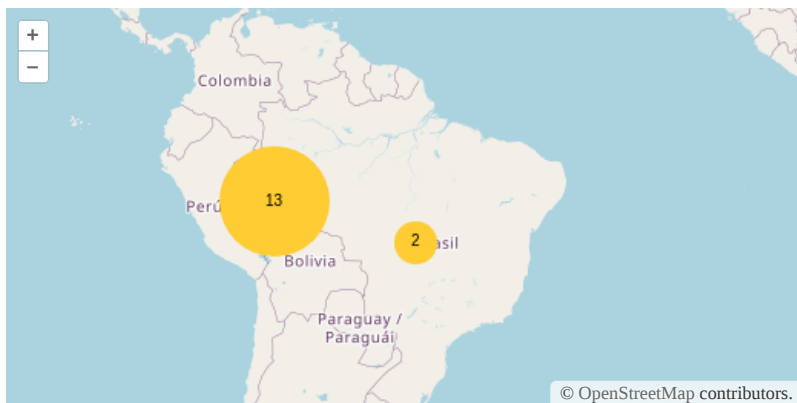 +
−
Colombia
Perú
13
2
asil
Bolivia
Paraguay /
Paraguái
© OpenStreetMap contributors.